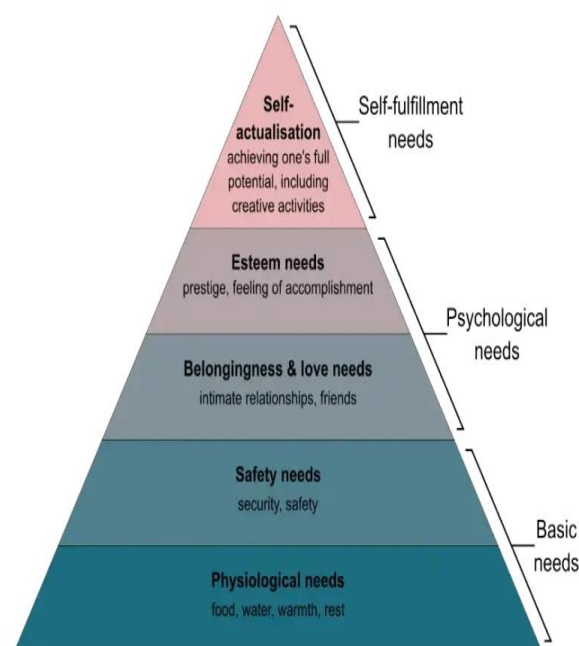 Self-
actualisation
achieving one's full
potential, including
creative activities
Self-fulfillment
needs
Esteem needs
prestige, feeling of accomplishment
Psychological
needs
Belongingness & love needs
intimate relationships, friends
Safety needs
security, safety
Basic
needs
Physiological needs
food, water, warmth, rest